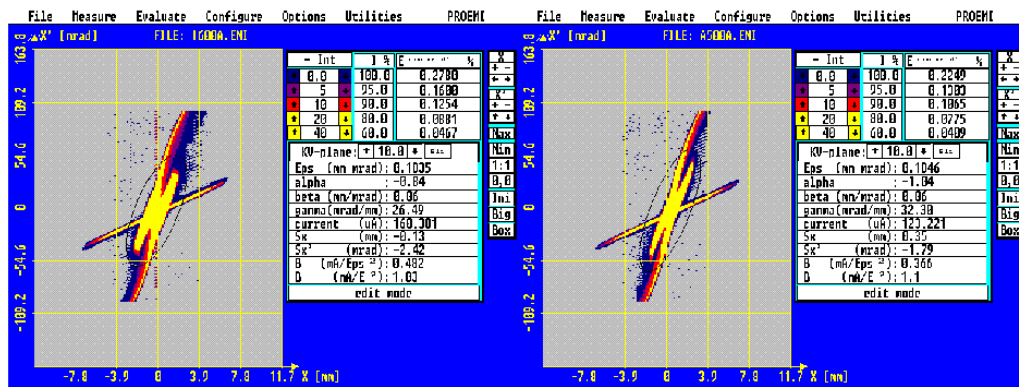 File Measure Evaluate Configure Options Utilities PROEMI
X' [mrad] FILE: 1600A.EMI
163.8
109.2
54.6
0
-54.6
-109.2
-7.8 -3.9 0 3.9 7.8 11.7 X [mm]
- Int I % %
0.0 100.0 0.2780
5 95.0 0.1600
10 90.0 0.1254
20 80.0 0.0881
40 60.0 0.0467
KV-plane: 10.0
Eps (mm mrad): 0.1035
alpha : -0.84
beta (mm/mrad): 0.06
gamma(mrad/mm): 26.49
current (uA): 160.301
Sx (mm): -0.13
Sx' (mrad): -2.42
B (mA/Eps ²): 0.482
D (mA/E ²): 1.03
edit mode
X
+ -
X'
+ -
Max
Min
1:1
0,0
Ini
Big
Box
File Measure Evaluate Configure Options Utilities PROEMI
X' [mrad] FILE: A500A.EMI
163.8
109.2
54.6
0
-54.6
-109.2
-7.8 -3.9 0 3.9 7.8 11.7 X [mm]
- Int I % %
0.0 100.0 0.2249
5 95.0 0.1303
10 90.0 0.1065
20 80.0 0.0775
40 60.0 0.0409
KV-plane: 10.0
Eps (mm mrad): 0.1046
alpha : -1.04
beta (mm/mrad): 0.06
gamma(mrad/mm): 32.30
current (uA): 123.221
Sx (mm): 0.35
Sx' (mrad): -1.79
B (mA/Eps ²): 0.366
D (mA/E ²): 1.1
edit mode
X
+ -
X'
+ -
Max
Min
1:1
0,0
Ini
Big
Box